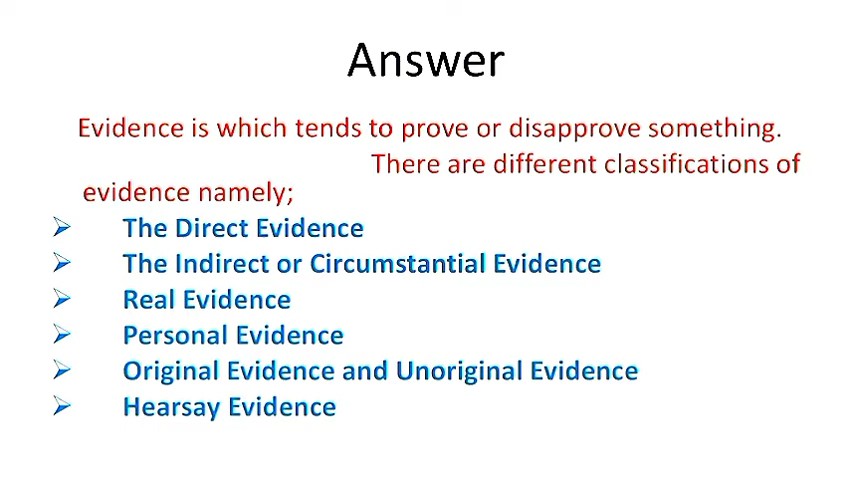 Answer
Evidence is which tends to prove or disapprove something.
There are different classifications of
evidence namely;
The Direct Evidence
The Indirect or Circumstantial Evidence
Real Evidence
Personal Evidence
Original Evidence and Unoriginal Evidence
Hearsay Evidence